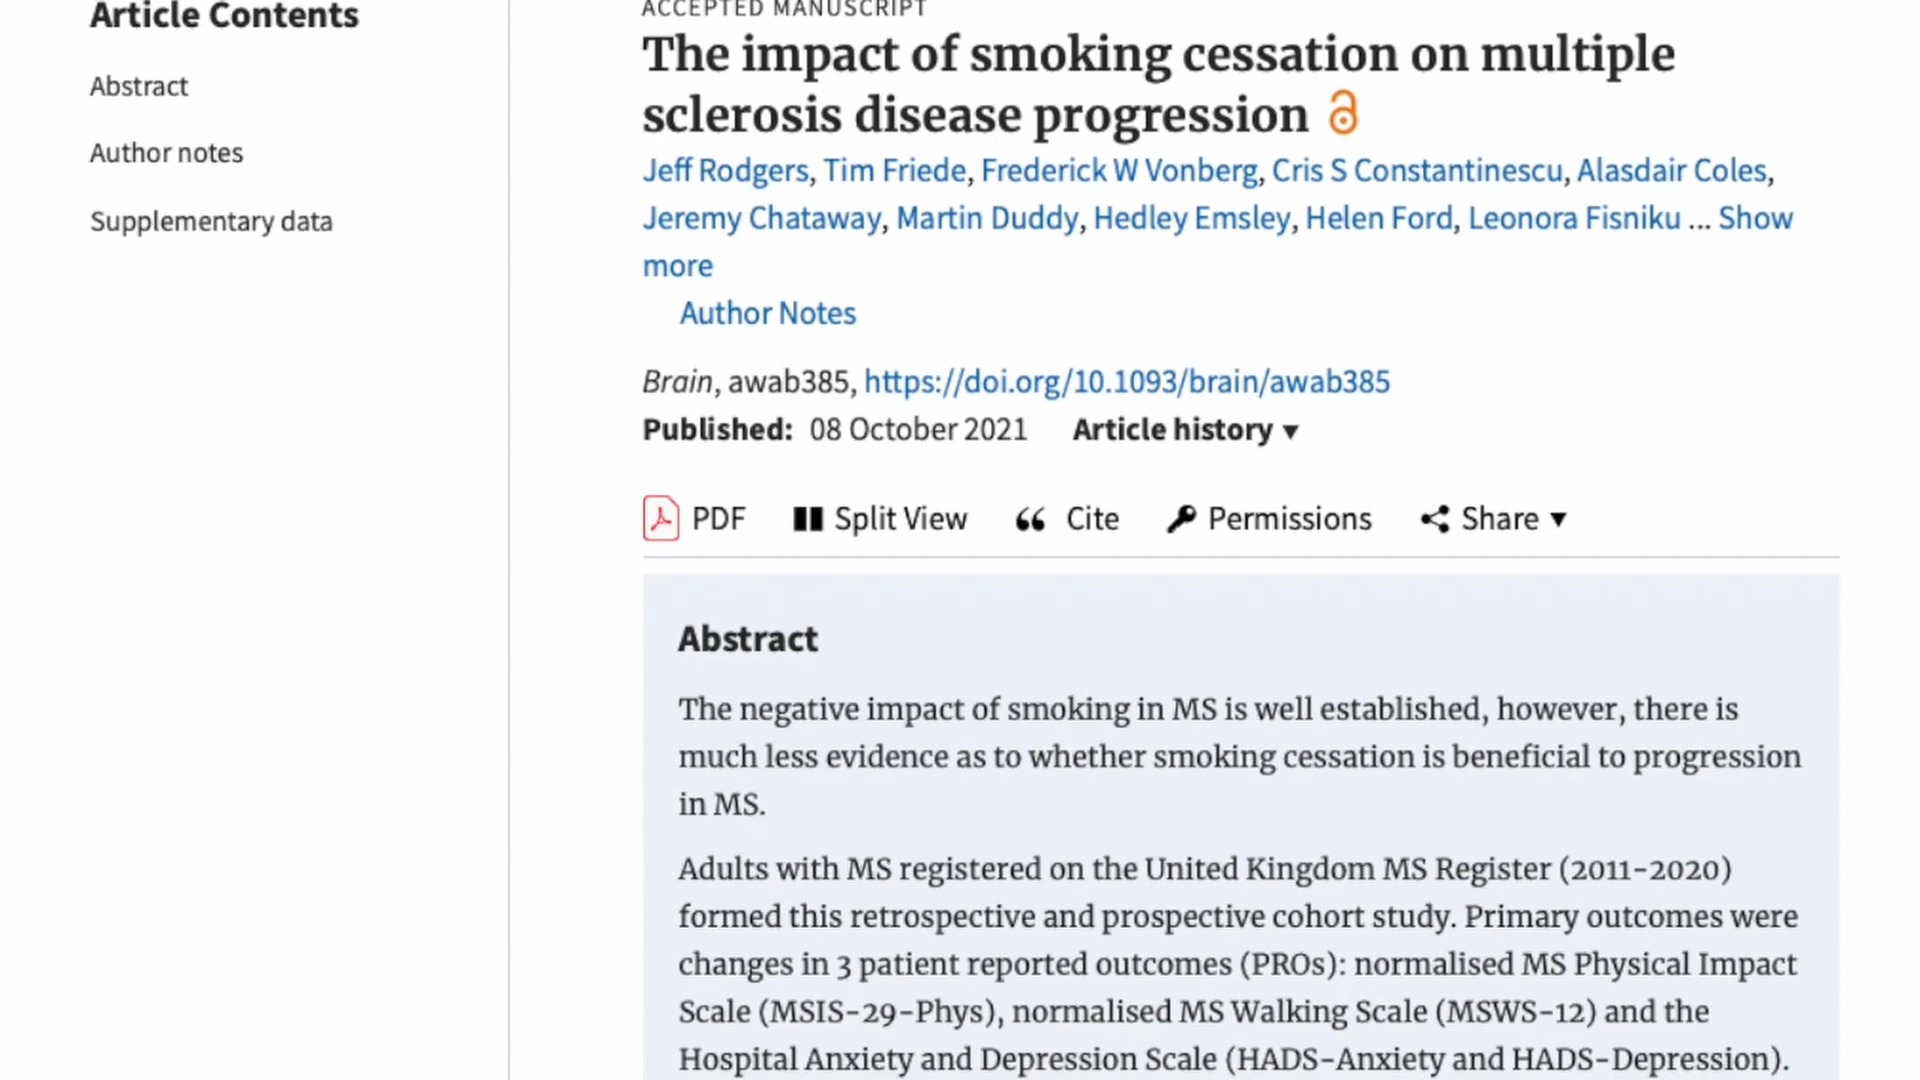 Article Contents
Abstract
Author notes
Supplementary data
ACCEPTED MANUSCRIPT
The impact of smoking cessation on multiple
sclerosis disease progression
Jeff Rodgers, Tim Friede, Frederick W Vonberg, Cris S Constantinescu, Alasdair Coles,
Jeremy Chataway, Martin Duddy, Hedley Emsley, Helen Ford, Leonora Fisniku ... Show
more
Author Notes
Brain, awab385, https://doi.org/10.1093/brain/awab385
Published: 08 October 2021 Article history ▼
PDF Split View Cite Permissions Share ▼
Abstract
The negative impact of smoking in MS is well established, however, there is
much less evidence as to whether smoking cessation is beneficial to progression
in MS.
Adults with MS registered on the United Kingdom MS Register (2011-2020)
formed this retrospective and prospective cohort study. Primary outcomes were
changes in 3 patient reported outcomes (PROs): normalised MS Physical Impact
Scale (MSIS-29-Phys), normalised MS Walking Scale (MSWS-12) and the
Hospital Anxiety and Depression Scale (HADS-Anxiety and HADS-Depression).